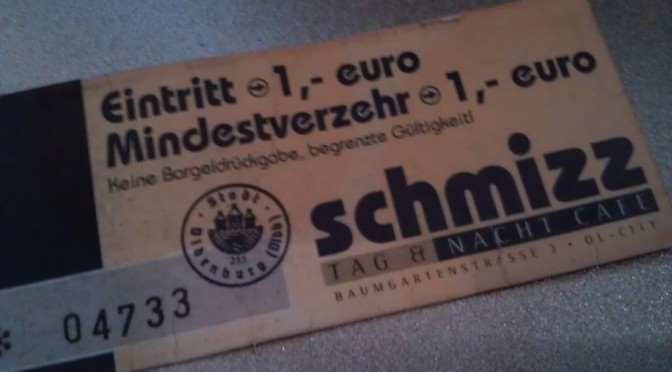 Eintritt 1,- euro
Mindestverzehr 1,- euro
Keine Bargeldrückgabe, begrenzte Gültigkeit!
schmizz
TAG & NACHT CAFE
BAUMGARTENSTRASSE 3 • OL-CITY
Stadt
Oldenburg (Oldb)
* 04733